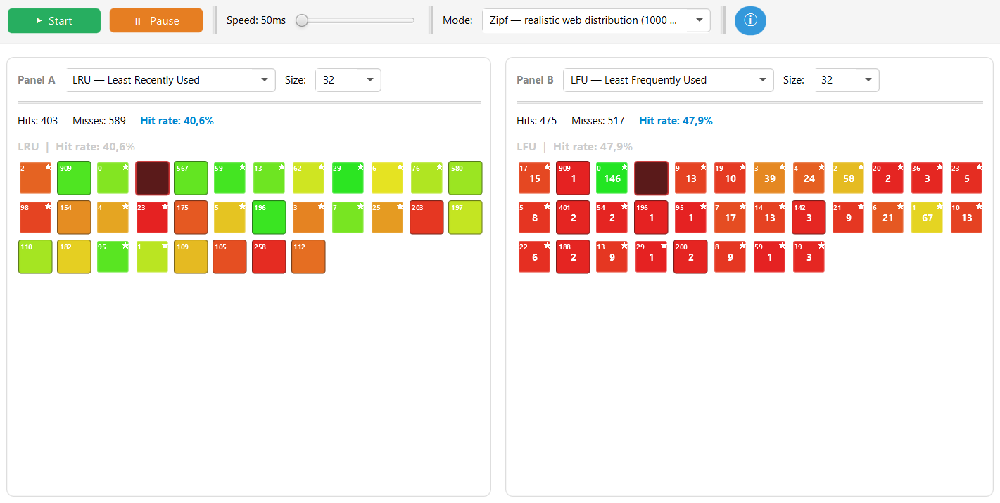 Start
Pause
Speed: 50ms
Mode:
Zipf — realistic web distribution (1000 ...
Panel A
LRU — Least Recently Used
Size:
32
Hits: 403
Misses: 589
Hit rate: 40,6%
LRU | Hit rate: 40,6%
2 909 0 567 59 13 62 29 6 76 580
98 154 4 23 175 5 196 3 7 25 203 197
110 182 95 1 109 105 258 112
Panel B
LFU — Least Frequently Used
Size:
32
Hits: 475
Misses: 517
Hit rate: 47,9%
LFU | Hit rate: 47,9%
17 909 0 9 19 3 4 2 20 36 23
15 1 146 13 10 39 24 58 2 3 5
5 401 54 196 95 7 14 142 21 6 1 10
8 2 2 1 1 17 13 3 9 21 67 13
22 188 13 29 200 8 59 39
6 2 9 1 2 9 1 3